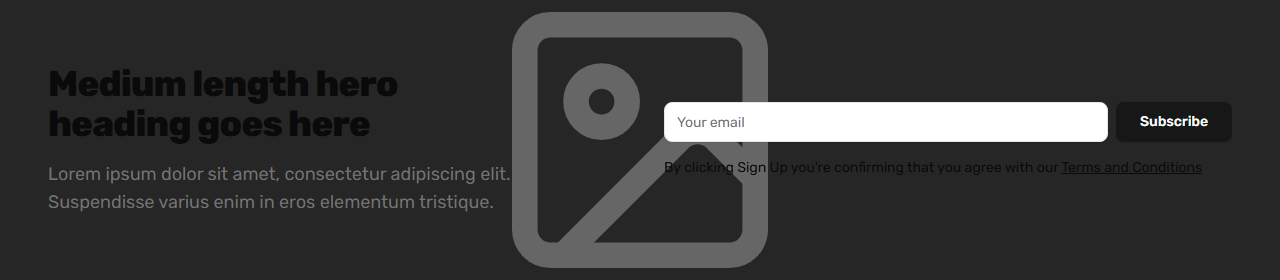 Medium length hero
heading goes here
Lorem ipsum dolor sit amet, consectetur adipiscing elit.
Suspendisse varius enim in eros elementum tristique.
Your email
Subscribe
By clicking Sign Up you're confirming that you agree with our Terms and Conditions